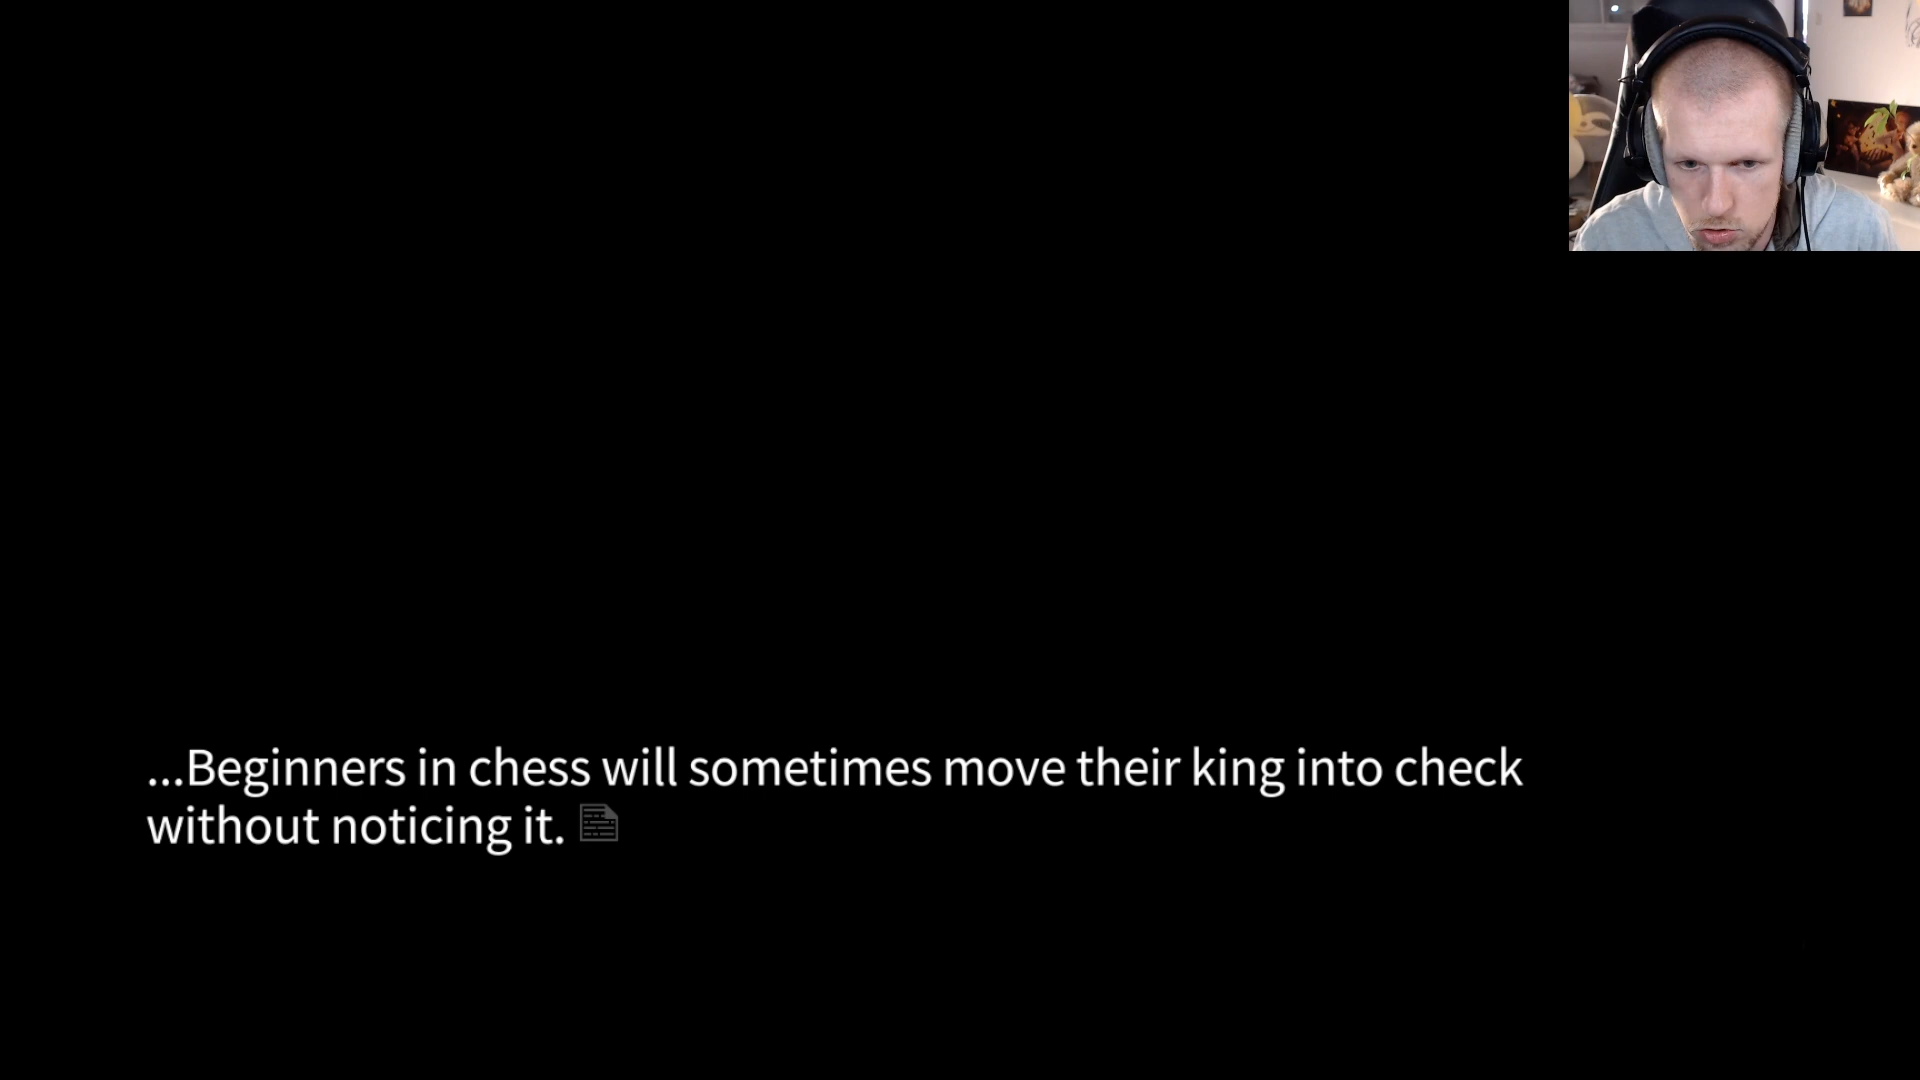 ...Beginners in chess will sometimes move their king into check
without noticing it.